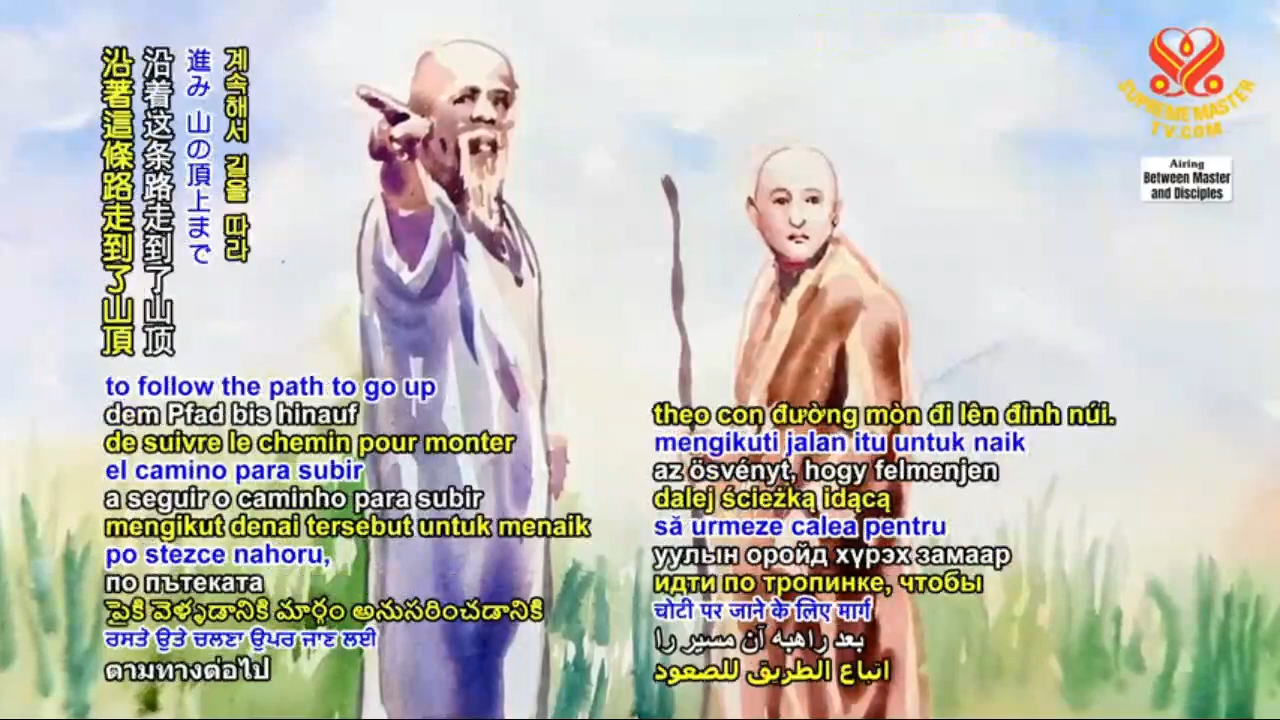 沿著這條路走到了山頂
沿着这条路走到了山顶
進み 山の頂上まで
계속해서 길을 따라
to follow the path to go up
dem Pfad bis hinauf
de suivre le chemin pour monter
el camino para subir
a seguir o caminho para subir
mengikut denai tersebut untuk menaik
po stezce nahoru,
по пътеката
పైకి వెళ్ళడానికి మార్గం అనుసరించడానికి
ਰਸਤੇ ਉਤੇ ਚਲਣਾ ਉਪਰ ਜਾਣ ਲਈ
ตามทางต่อไป
theo con đường mòn đi lên đỉnh núi.
mengikuti jalan itu untuk naik
az ösvényt, hogy felmenjen
dalej ścieżką idącą
să urmeze calea pentru
уулын оройд хүрэх замаар
идти по тропинке, чтобы
चोटी पर जाने के लिए मार्ग
بعد راهبه آن مسیر را
اتباع الطريق للصعود
SUPREME MASTER
TV.COM
Airing
Between Master
and Disciples